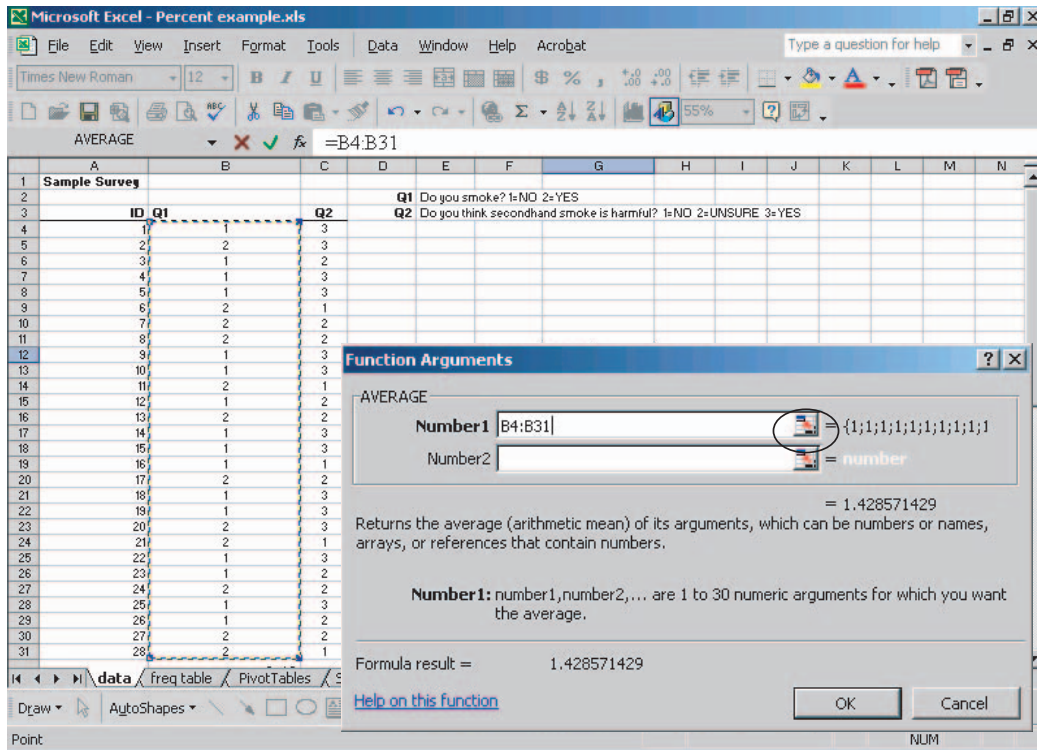 Microsoft Excel - Percent example.xls
File Edit View Insert Format Tools Data Window Help Acrobat Type a question for help
Times New Roman 12 B I U $ % ,
Σ 55%
AVERAGE fx =B4:B31
A B C D E F G H I J K L M N
1 Sample Survey
2 Q1 Do you smoke? 1=NO 2=YES
3 ID Q1 Q2 Q2 Do you think secondhand smoke is harmful? 1=NO 2=UNSURE 3=YES
4 1 1 3
5 2 2 3
6 3 1 2
7 4 1 3
8 5 1 3
9 6 2 1
10 7 2 2
11 8 2 2
12 9 1 3
13 10 1 3
14 11 2 1
15 12 1 2
16 13 2 2
17 14 1 3
18 15 1 3
19 16 1 1
20 17 2 2
21 18 1 3
22 19 1 3
23 20 2 3
24 21 2 1
25 22 1 3
26 23 1 2
27 24 2 2
28 25 1 3
29 26 1 2
30 27 2 2
31 28 2 1
Function Arguments
AVERAGE
Number1 B4:B31 = {1;1;1;1;1;1;1;1;1;1
Number2 = number
= 1.428571429
Returns the average (arithmetic mean) of its arguments, which can be numbers or names,
arrays, or references that contain numbers.
Number1: number1,number2,... are 1 to 30 numeric arguments for which you want
the average.
Formula result = 1.428571429
Help on this function OK Cancel
data freq table PivotTables
Draw AutoShapes
Point NUM